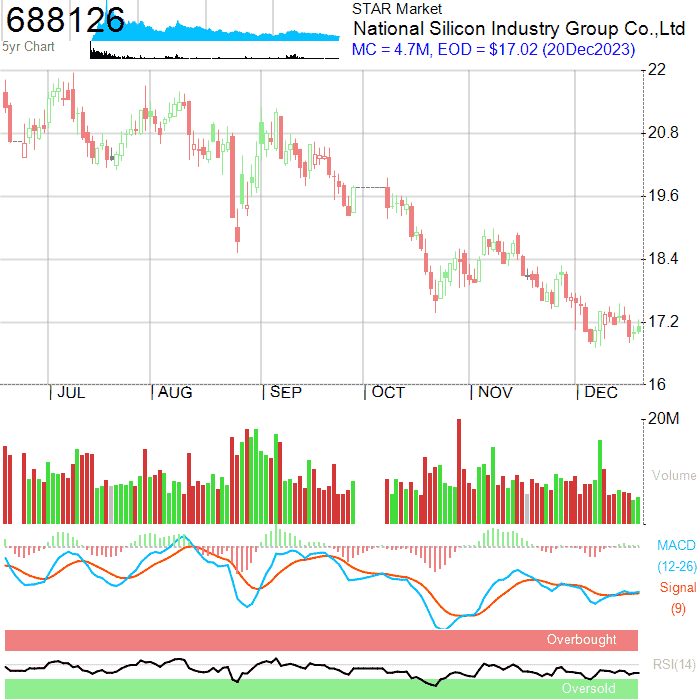 688126
5yr Chart
STAR Market
National Silicon Industry Group Co.,Ltd
MC = 4.7M, EOD = $17.02 (20Dec2023)
22
20.8
19.6
18.4
17.2
16
|JUL |AUG |SEP |OCT |NOV |DEC
20M
Volume
MACD
(12-26)
Signal
(9)
Overbought
RSI(14)
Oversold